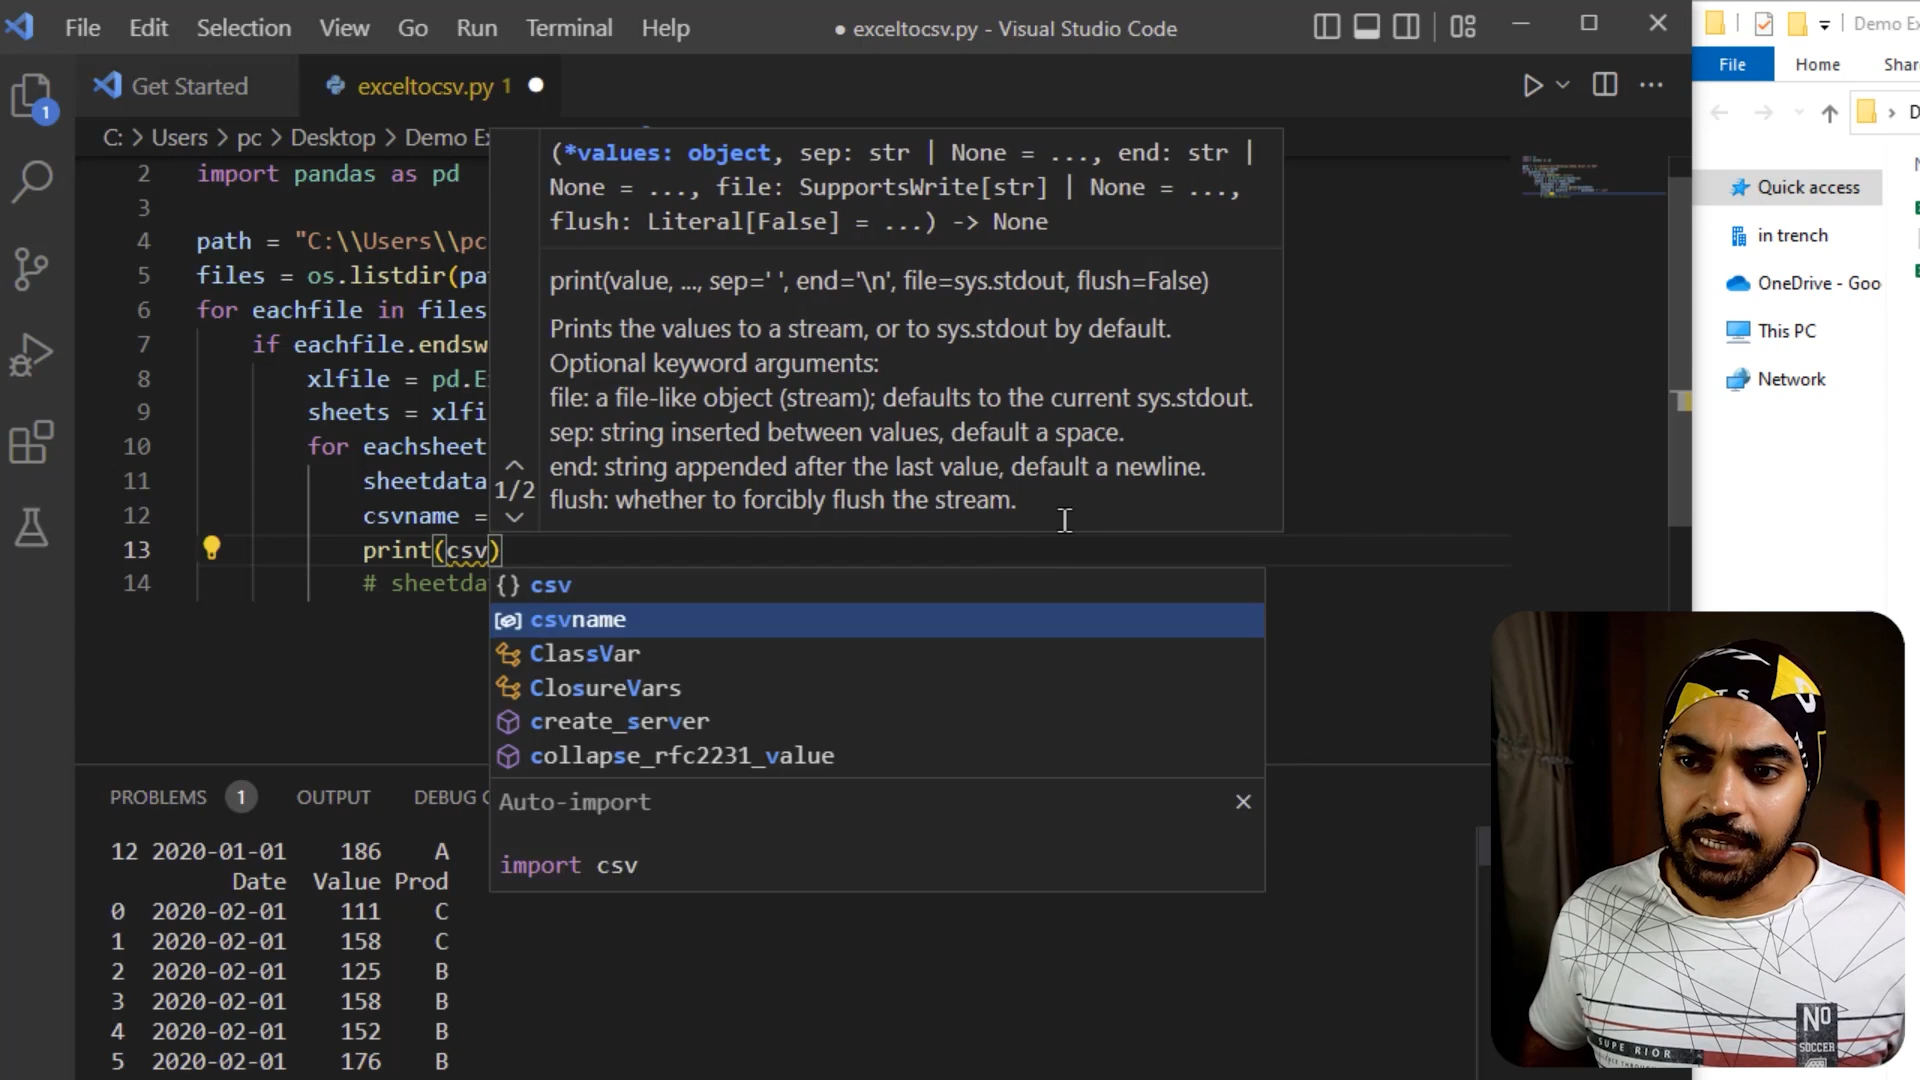 File Edit Selection View Go Run Terminal Help
● exceltocsv.py - Visual Studio Code
Get Started
exceltocsv.py 1
C: > Users > pc > Desktop > Demo Ex
2 import pandas as pd
3
4 path = "C:\\Users\\pc
5 files = os.listdir(pa
6 for eachfile in files
7 if eachfile.endsw
8 xlfile = pd.E
9 sheets = xlfi
10 for eachsheet
11 sheetdata
12 csvname =
13 print(csv)
14 # sheetda
(*values: object, sep: str | None = ..., end: str |
None = ..., file: SupportsWrite[str] | None = ...,
flush: Literal[False] = ...) -> None
print(value, ..., sep=' ', end='\n', file=sys.stdout, flush=False)
Prints the values to a stream, or to sys.stdout by default.
Optional keyword arguments:
file: a file-like object (stream); defaults to the current sys.stdout.
sep: string inserted between values, default a space.
end: string appended after the last value, default a newline.
flush: whether to forcibly flush the stream.
1/2
csv
csvname
ClassVar
ClosureVars
create_server
collapse_rfc2231_value
Auto-import
import csv
PROBLEMS 1 OUTPUT DEBUG C
12 2020-01-01 186 A
Date Value Prod
0 2020-02-01 111 C
1 2020-02-01 158 C
2 2020-02-01 125 B
3 2020-02-01 158 B
4 2020-02-01 152 B
5 2020-02-01 176 B
1
Demo Ex
File Home Shar
D
Quick access
in trench
OneDrive - Goo
This PC
Network
NO
SOCCER
SUPE RIOR